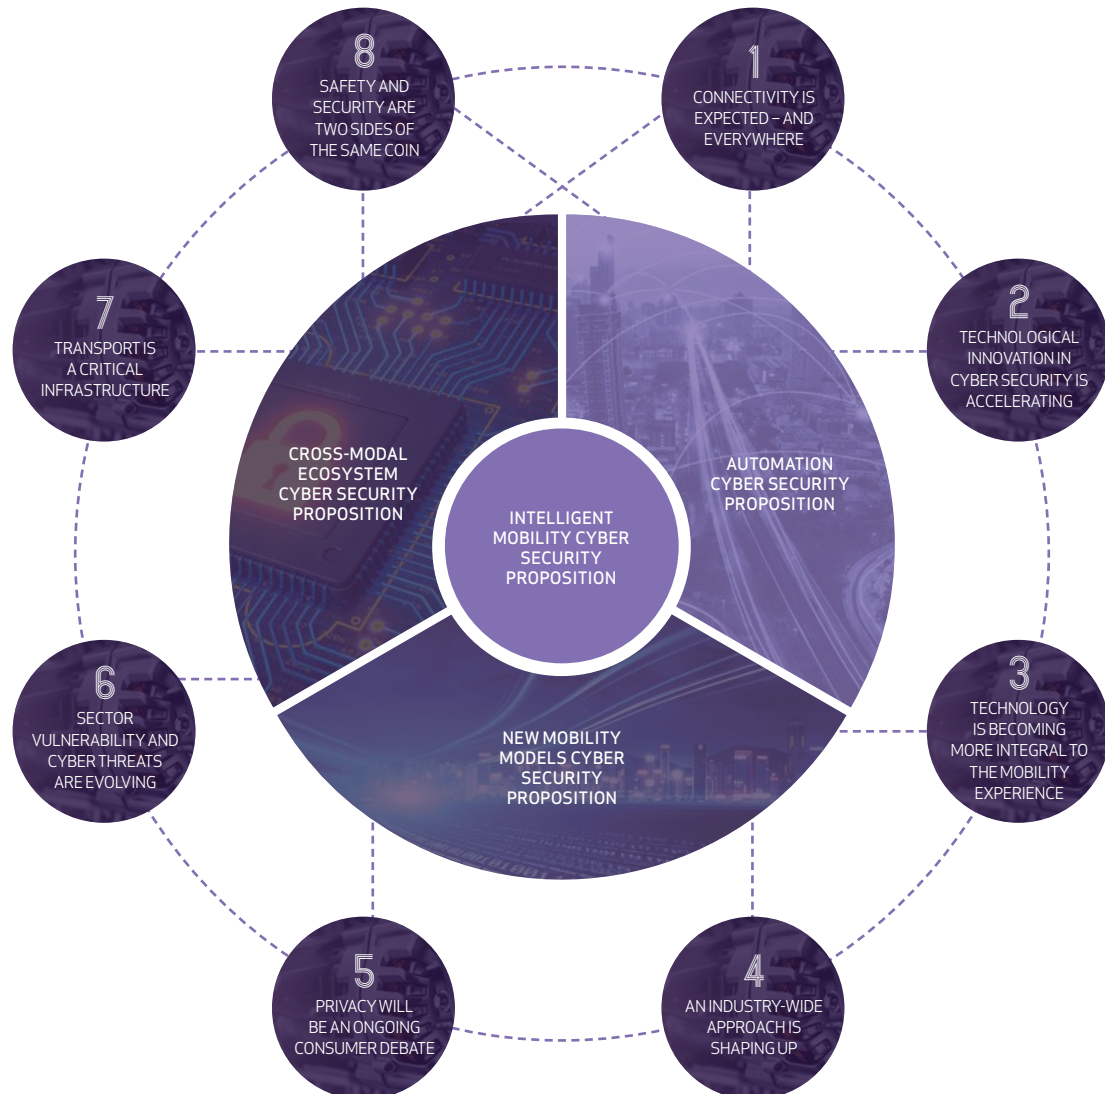 8
SAFETY AND
SECURITY ARE
TWO SIDES OF
THE SAME COIN
1
CONNECTIVITY IS
EXPECTED – AND
EVERYWHERE
7
TRANSPORT IS
A CRITICAL
INFRASTRUCTURE
2
TECHNOLOGICAL
INNOVATION IN
CYBER SECURITY IS
ACCELERATING
CROSS-MODAL
ECOSYSTEM
CYBER SECURITY
PROPOSITION
AUTOMATION
CYBER SECURITY
PROPOSITION
INTELLIGENT
MOBILITY CYBER
SECURITY
PROPOSITION
6
SECTOR
VULNERABILITY AND
CYBER THREATS
ARE EVOLVING
3
TECHNOLOGY
IS BECOMING
MORE INTEGRAL TO
THE MOBILITY
EXPERIENCE
NEW MOBILITY
MODELS CYBER
SECURITY
PROPOSITION
5
PRIVACY WILL
BE AN ONGOING
CONSUMER DEBATE
4
AN INDUSTRY-WIDE
APPROACH IS
SHAPING UP